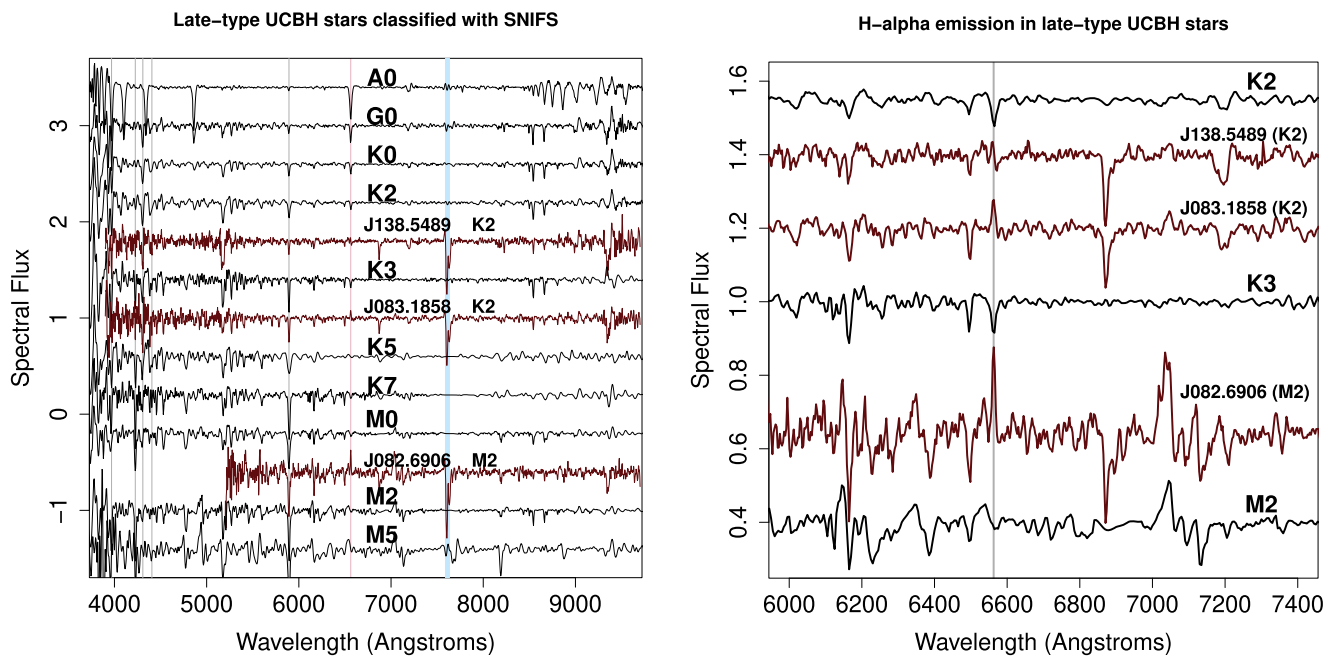 Late−type UCBH stars classified with SNIFS
A0
G0
K0
K2
J138.5489 K2
K3
J083.1858 K2
K5
K7
M0
J082.6906 M2
M2
M5
3
2
1
0
−1
Spectral Flux
4000 5000 6000 7000 8000 9000
Wavelength (Angstroms)
H−alpha emission in late−type UCBH stars
K2
J138.5489 (K2)
J083.1858 (K2)
K3
J082.6906 (M2)
M2
1.6
1.4
1.2
1.0
0.8
0.6
0.4
Spectral Flux
6000 6200 6400 6600 6800 7000 7200 7400
Wavelength (Angstroms)